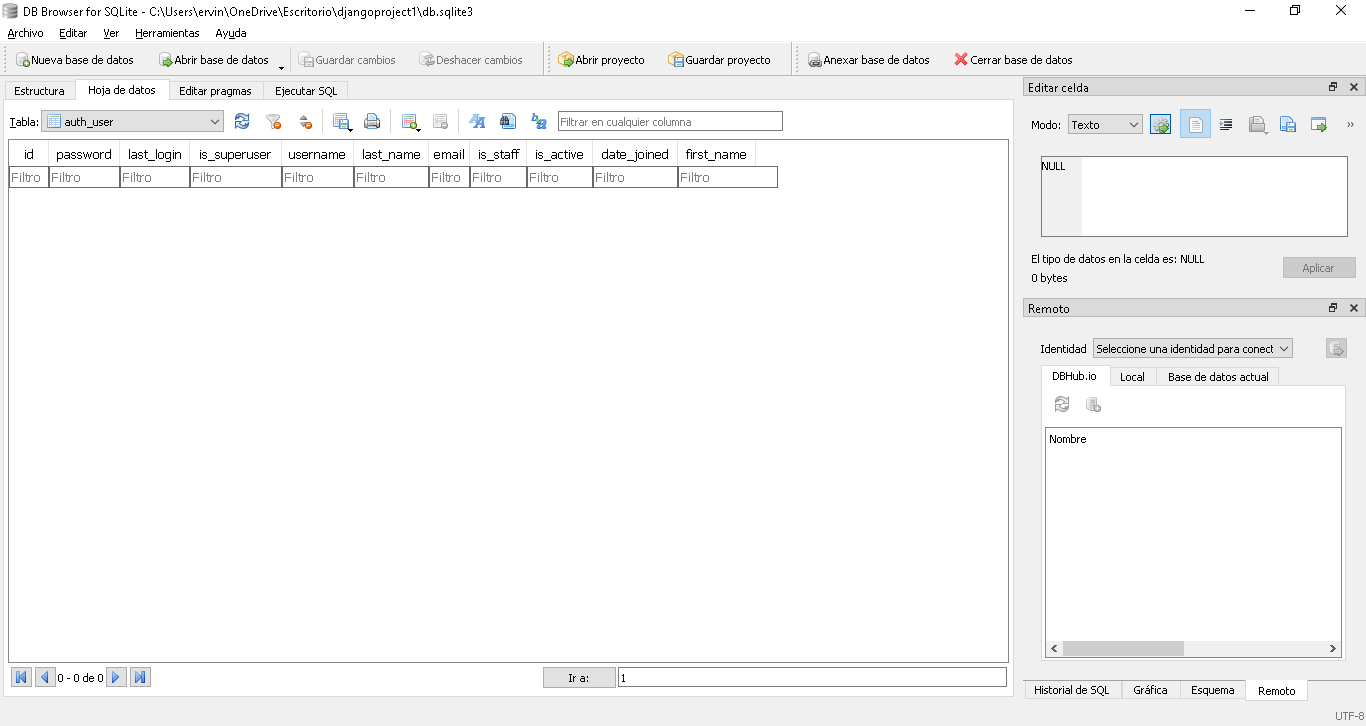 DB Browser for SQLite - C:\Users\ervin\OneDrive\Escritorio\djangoproject1\db.sqlite3
Archivo Editar Ver Herramientas Ayuda
Nueva base de datos Abrir base de datos Guardar cambios Deshacer cambios Abrir proyecto Guardar proyecto Anexar base de datos Cerrar base de datos
Estructura Hoja de datos Editar pragmas Ejecutar SQL
Tabla: auth_user Filtrar en cualquier columna
id password last_login is_superuser username last_name email is_staff is_active date_joined first_name
Filtro Filtro Filtro Filtro Filtro Filtro Filtro Filtro Filtro Filtro Filtro
0 - 0 de 0 Ir a: 1
Editar celda
Modo: Texto
NULL
El tipo de datos en la celda es: NULL
0 bytes
Aplicar
Remoto
Identidad Seleccione una identidad para conect
DBHub.io Local Base de datos actual
Nombre
Historial de SQL Gráfica Esquema Remoto
UTF-8